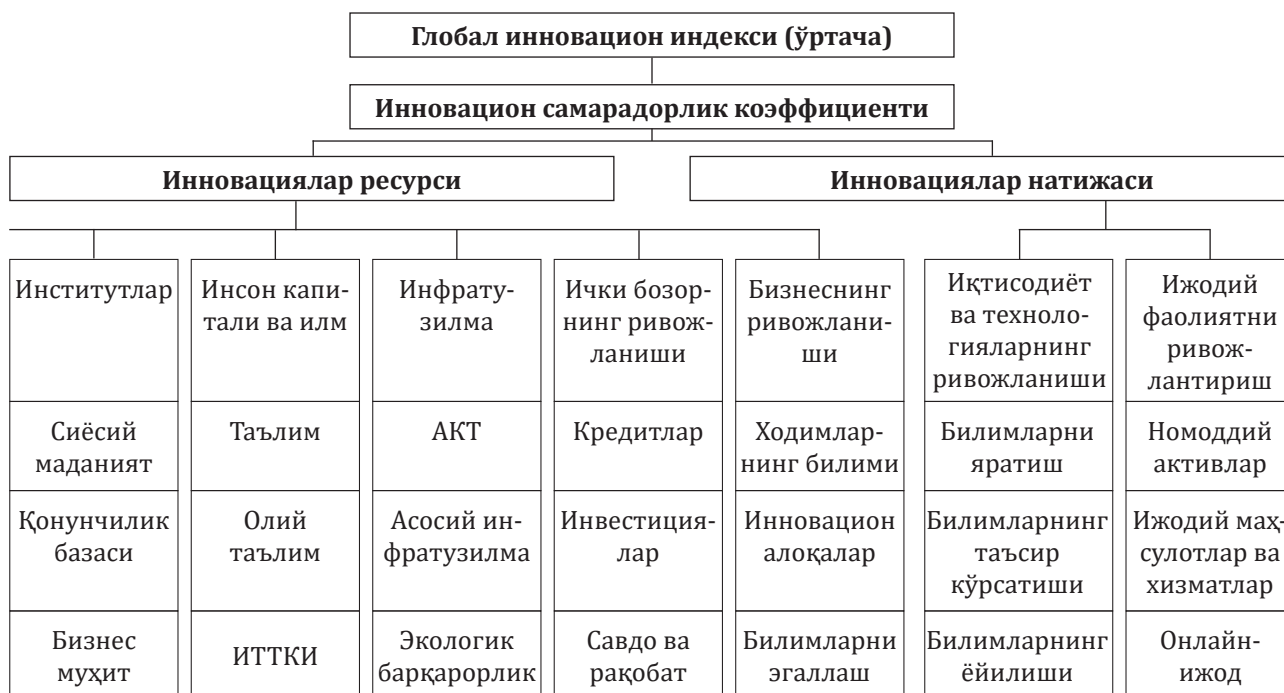 Глобал инновацион индекси (ўртача)
Инновацион самарадорлик коэффициенти
Инновациялар ресурси
Инновациялар натижаси
Институтлар
Инсон капи-
тали ва илм
Инфрату-
зилма
Ички бозор-
нинг ривож-
ланиши
Бизнеснинг
ривожлани-
ши
Иқтисодиёт
ва техноло-
гияларнинг
ривожланиши
Ижодий
фаолиятни
ривож-
лантириш
Сиёсий
маданият
Таълим
АКТ
Кредитлар
Ходимлар-
нинг билими
Билимларни
яратиш
Номоддий
активлар
Қонунчилик
базаси
Олий
таълим
Асосий ин-
фратузилма
Инвестиция-
лар
Инновацион
алоқалар
Билимларнинг
таъсир
кўрсатиши
Ижодий маҳ-
сулотлар ва
хизматлар
Бизнес
муҳит
ИТТКИ
Экологик
барқарорлик
Савдо ва
рақобат
Билимларни
эгаллаш
Билимларнинг
ёйилиши
Онлайн-
ижод